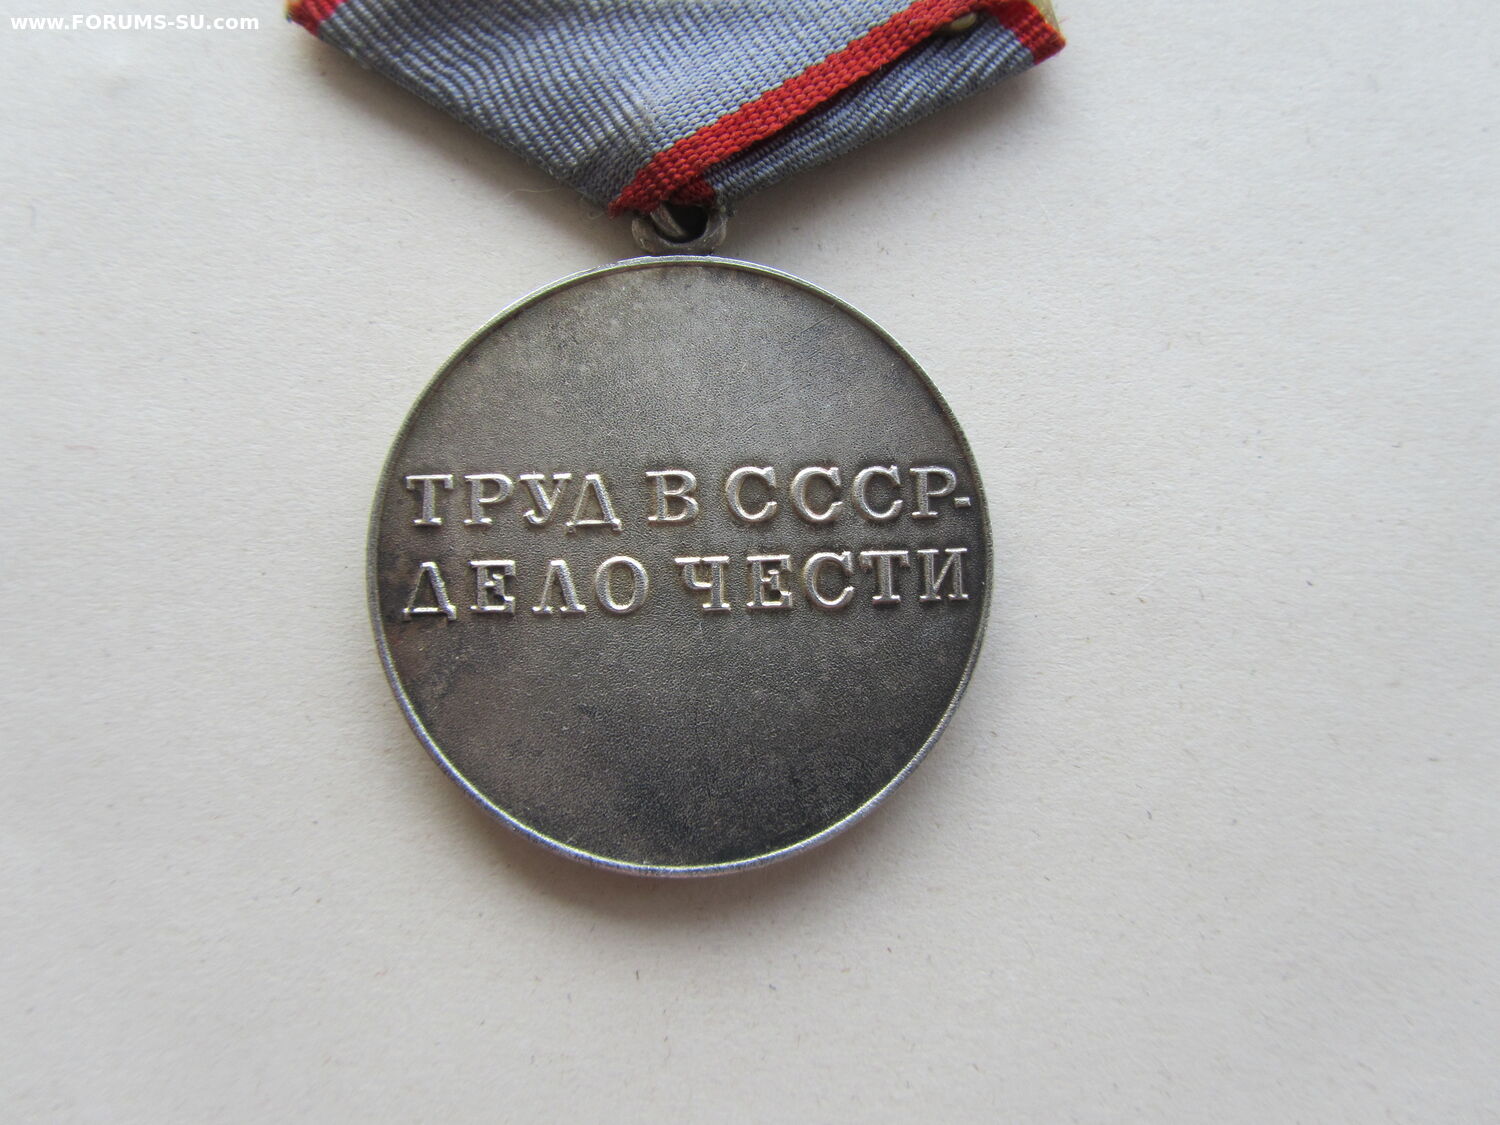 www.FORUMS-SU.com
ТРУД В СССР-
ДЕЛО ЧЕСТИ